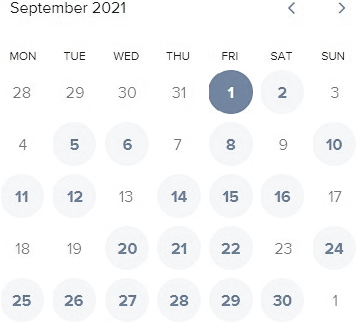 September 2021
MON TUE WED THU FRI SAT SUN
28 29 30 31 1 2 3
4 5 6 7 8 9 10
11 12 13 14 15 16 17
18 19 20 21 22 23 24
25 26 27 28 29 30 1